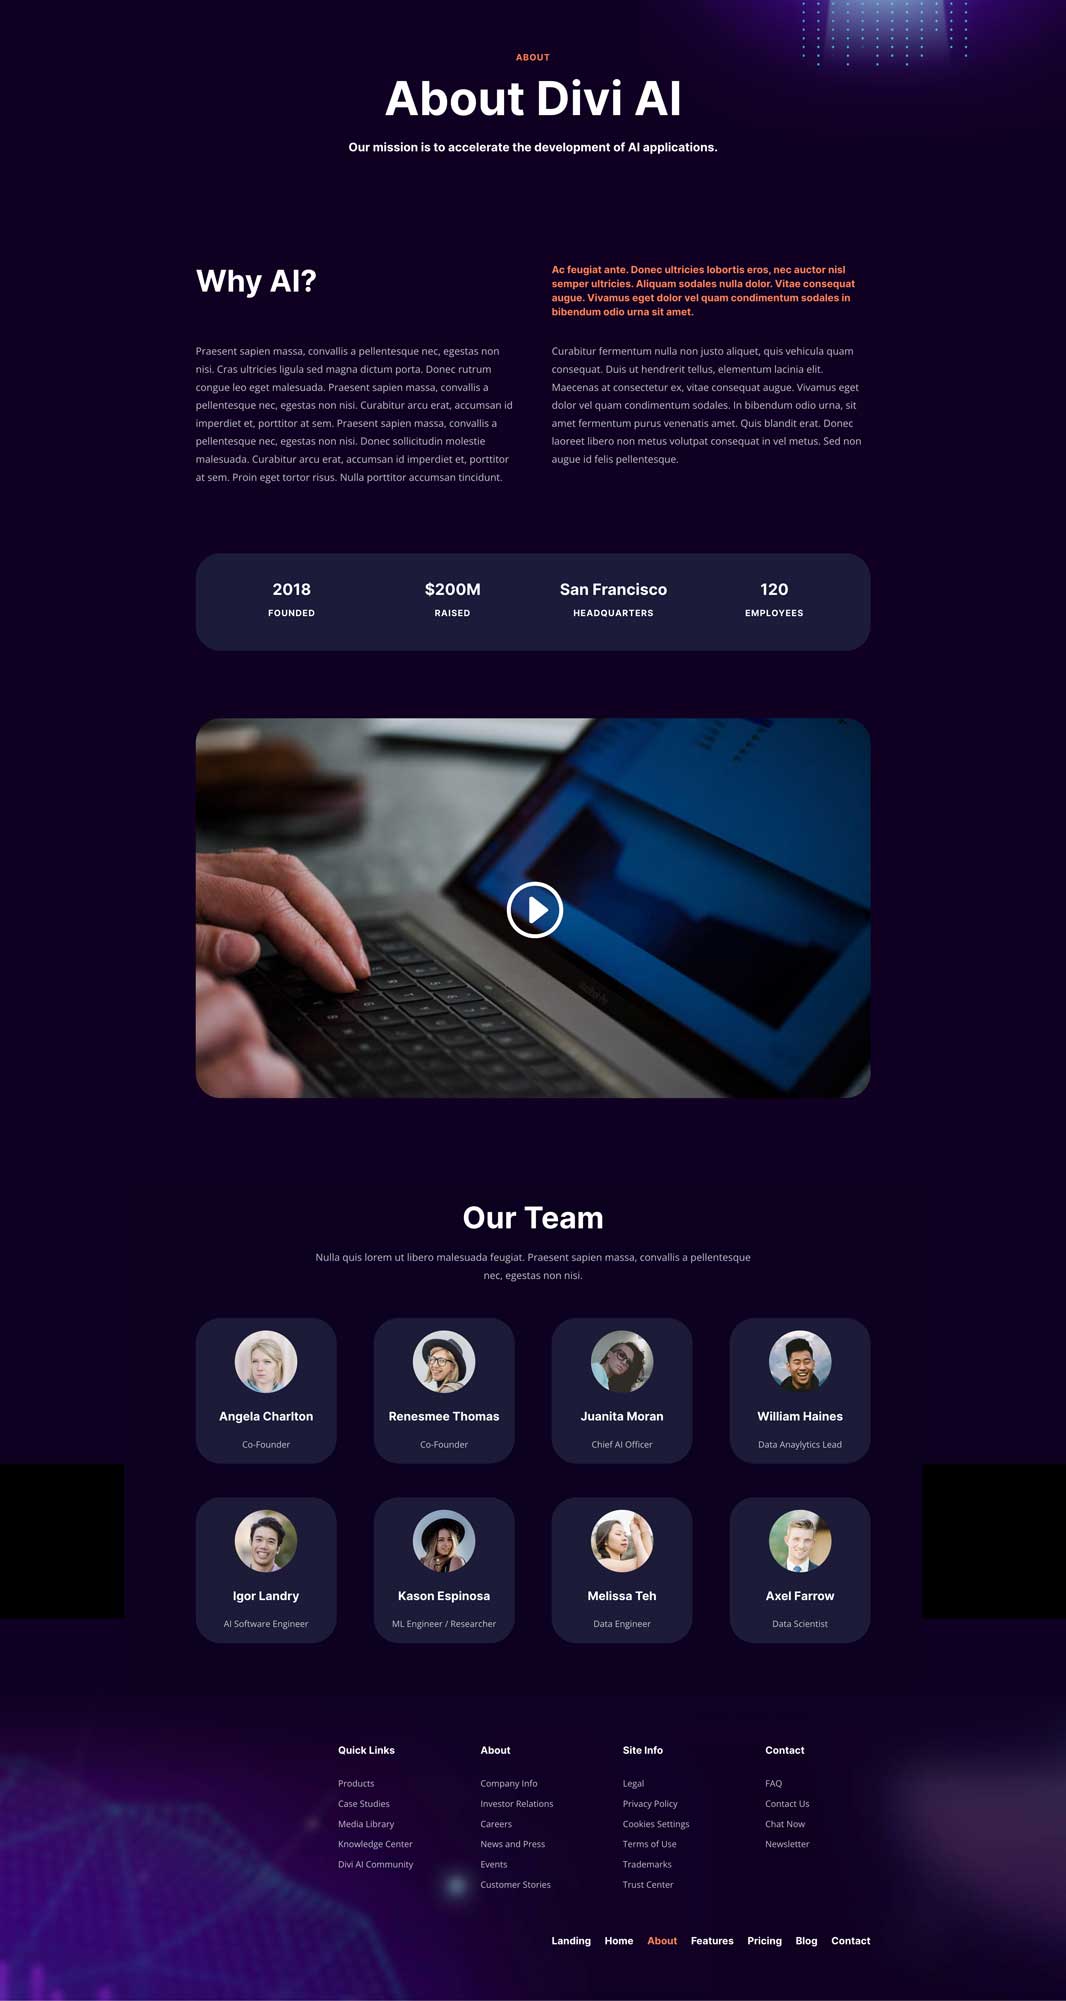 ABOUT
About Divi AI
Our mission is to accelerate the development of AI applications.
Why AI?
Ac feugiat ante. Donec ultricies lobortis eros, nec auctor nisl
semper ultricies. Aliquam sodales nulla dolor. Vitae consequat
augue. Vivamus eget dolor vel quam condimentum sodales in
bibendum odio urna sit amet.
Praesent sapien massa, convallis a pellentesque nec, egestas non
nisi. Cras ultricies ligula sed magna dictum porta. Donec rutrum
congue leo eget malesuada. Praesent sapien massa, convallis a
pellentesque nec, egestas non nisi. Curabitur arcu erat, accumsan id
imperdiet et, porttitor at sem. Praesent sapien massa, convallis a
pellentesque nec, egestas non nisi. Donec sollicitudin molestie
malesuada. Curabitur arcu erat, accumsan id imperdiet et, porttitor
at sem. Proin eget tortor risus. Nulla porttitor accumsan tincidunt.
Curabitur fermentum nulla non justo aliquet, quis vehicula quam
consequat. Duis ut hendrerit tellus, elementum lacinia elit.
Maecenas at consectetur ex, vitae consequat augue. Vivamus eget
dolor vel quam condimentum sodales. In bibendum odio urna, sit
amet fermentum purus venenatis amet. Quis blandit erat. Donec
laoreet libero non metus volutpat consequat in vel metus. Sed non
augue id felis pellentesque.
2018
FOUNDED
$200M
RAISED
San Francisco
HEADQUARTERS
120
EMPLOYEES
Our Team
Nulla quis lorem ut libero malesuada feugiat. Praesent sapien massa, convallis a pellentesque
nec, egestas non nisi.
Angela Charlton
Co-Founder
Renesmee Thomas
Co-Founder
Juanita Moran
Chief AI Officer
William Haines
Data Anaylytics Lead
Igor Landry
AI Software Engineer
Kason Espinosa
ML Engineer / Researcher
Melissa Teh
Data Engineer
Axel Farrow
Data Scientist
Quick Links
Products
Case Studies
Media Library
Knowledge Center
Divi AI Community
About
Company Info
Investor Relations
Careers
News and Press
Events
Customer Stories
Site Info
Legal
Privacy Policy
Cookies Settings
Terms of Use
Trademarks
Trust Center
Contact
FAQ
Contact Us
Chat Now
Newsletter
Landing Home About Features Pricing Blog Contact